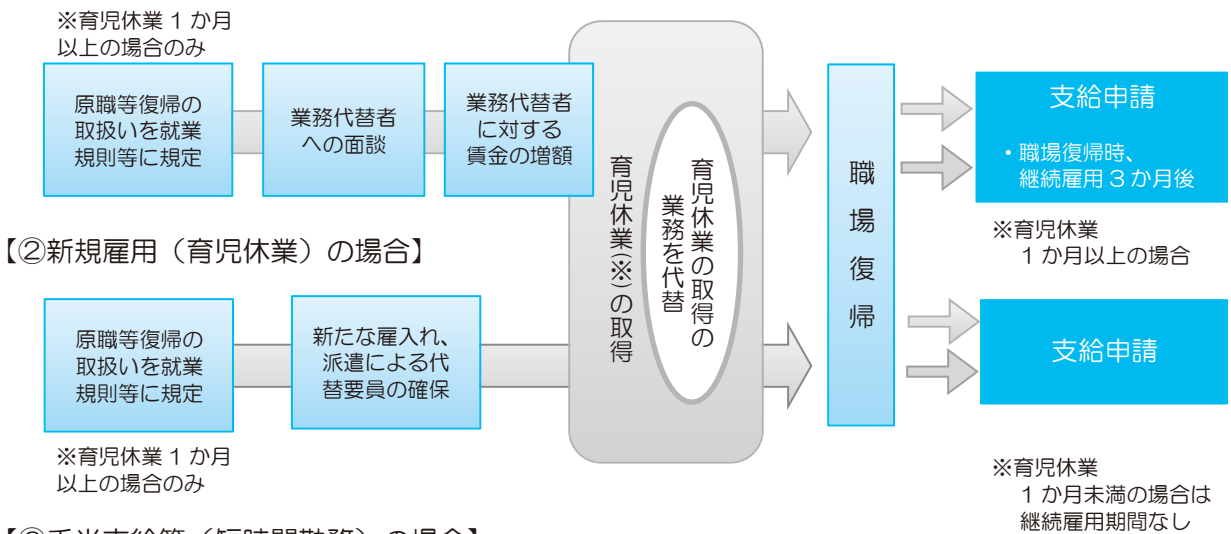 ※育児休業 1 か月
以上の場合のみ
原職等復帰の
取扱いを就業
規則等に規定
業務代替者
への面談
業務代替者
に対する
賃金の増額
育児休業(※)の取得
育児休業の取得の
業務を代替
職場復帰
支給申請
・職場復帰時、
継続雇用 3 か月後
※育児休業
1 か月以上の場合
【②新規雇用（育児休業）の場合】
原職等復帰の
取扱いを就業
規則等に規定
新たな雇入れ、
派遣による代
替要員の確保
支給申請
※育児休業 1 か月
以上の場合のみ
※育児休業
1 か月未満の場合は
継続雇用期間なし